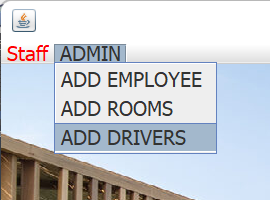 Staff ADMIN
ADD EMPLOYEE
ADD ROOMS
ADD DRIVERS